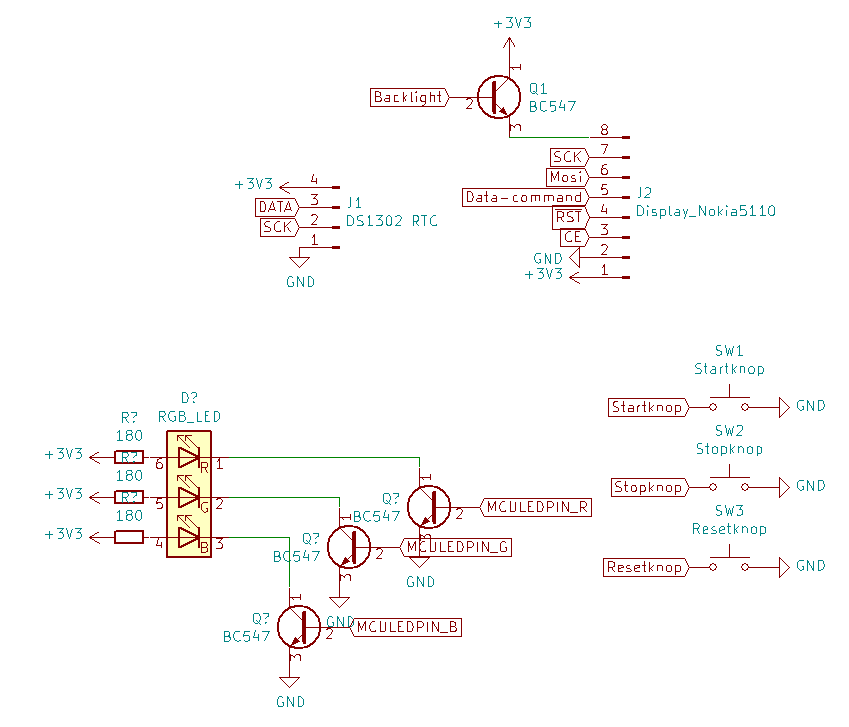 +3V3
1
Q1
Backlight
2
BC547
3
8
7
SCK
6
Mosi
5
Data-command
J2
4
RST
Display_Nokia5110
3
CE
2
GND
1
+3V3
4
+3V3
3
DATA
J1
2
SCK
DS1302 RTC
1
GND
SW1
Startknop
Startknop
GND
SW2
Stopknop
Stopknop
GND
SW3
Resetknop
Resetknop
GND
D?
RGB_LED
R?
180
+3V3
6
R
1
R?
180
+3V3
5
G
2
R?
180
+3V3
4
B
3
1
Q?
BC547
2
MCULEDPIN_R
3
GND
1
Q?
BC547
2
MCULEDPIN_G
3
GND
1
Q?
BC547
2
MCULEDPIN_B
3
GND